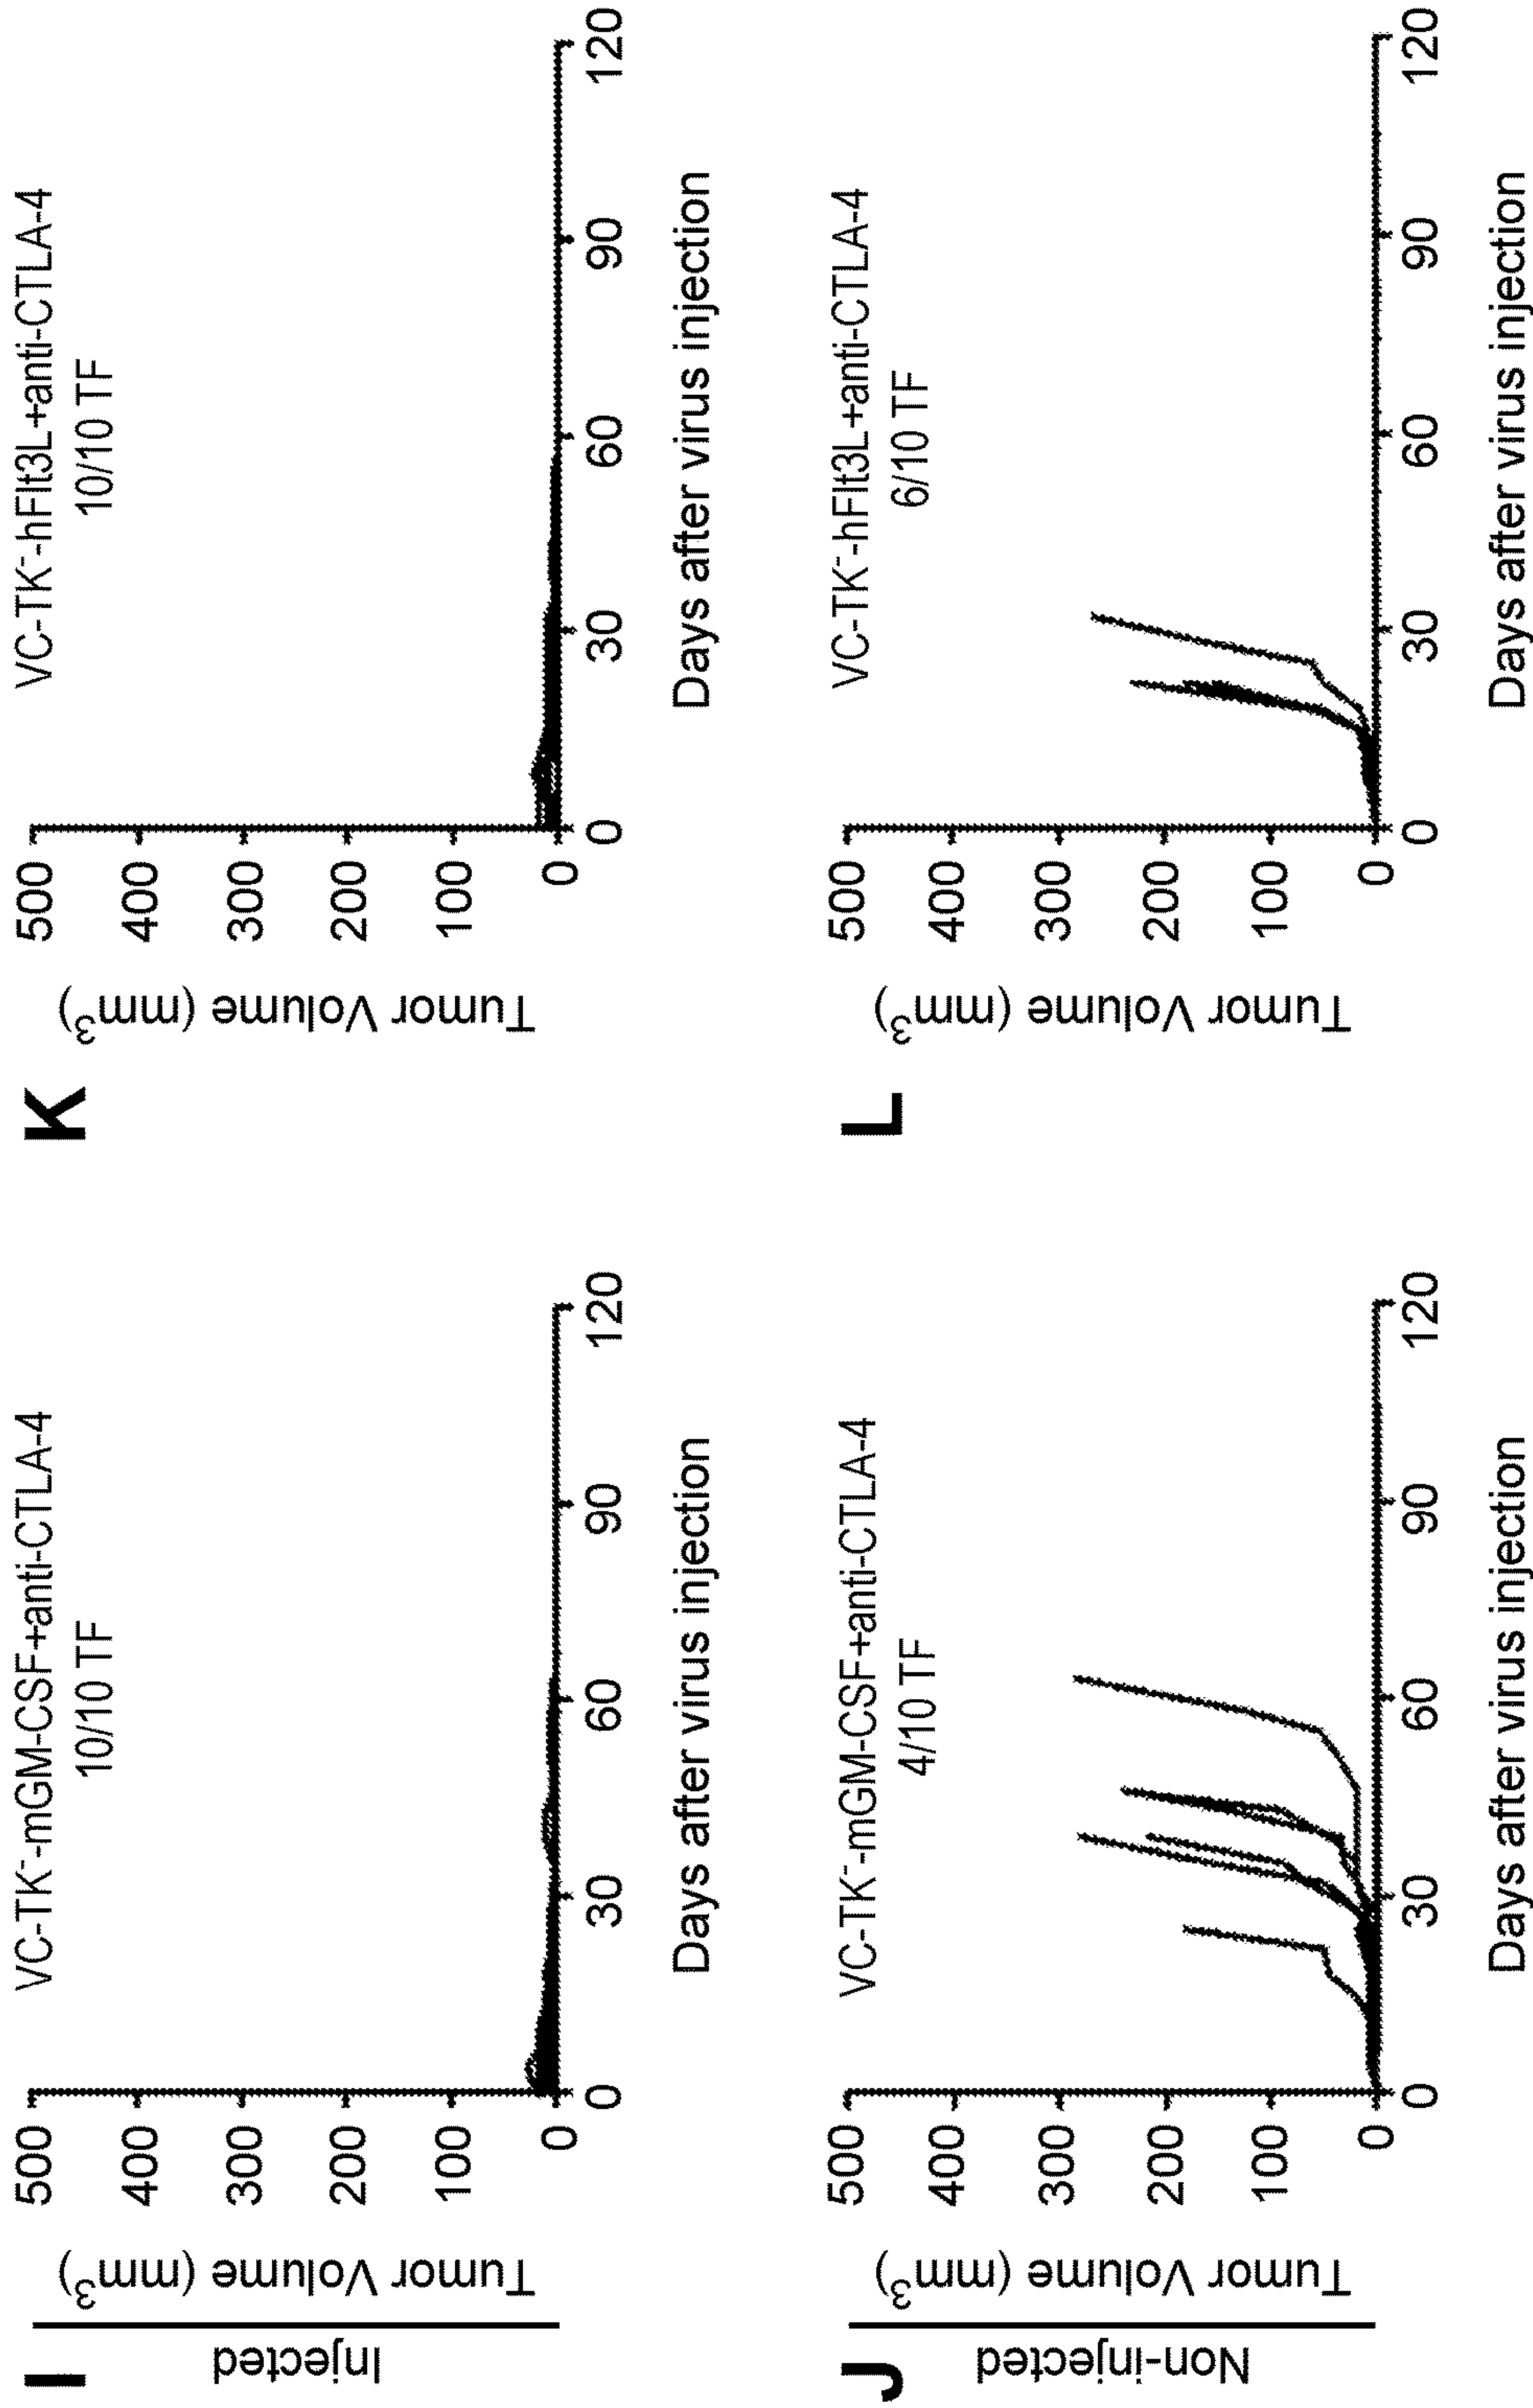 I
Injected
VC-TK⁻-mGM-CSF+anti-CTLA-4
10/10 TF
Tumor Volume (mm³)
500
400
300
200
100
0
0 30 60 90 120
Days after virus injection
K
VC-TK⁻-hFlt3L+anti-CTLA-4
10/10 TF
Tumor Volume (mm³)
500
400
300
200
100
0
0 30 60 90 120
Days after virus injection
J
Non-injected
VC-TK⁻-mGM-CSF+anti-CTLA-4
4/10 TF
Tumor Volume (mm³)
500
400
300
200
100
0
0 30 60 90 120
Days after virus injection
L
VC-TK⁻-hFlt3L+anti-CTLA-4
6/10 TF
Tumor Volume (mm³)
500
400
300
200
100
0
0 30 60 90 120
Days after virus injection